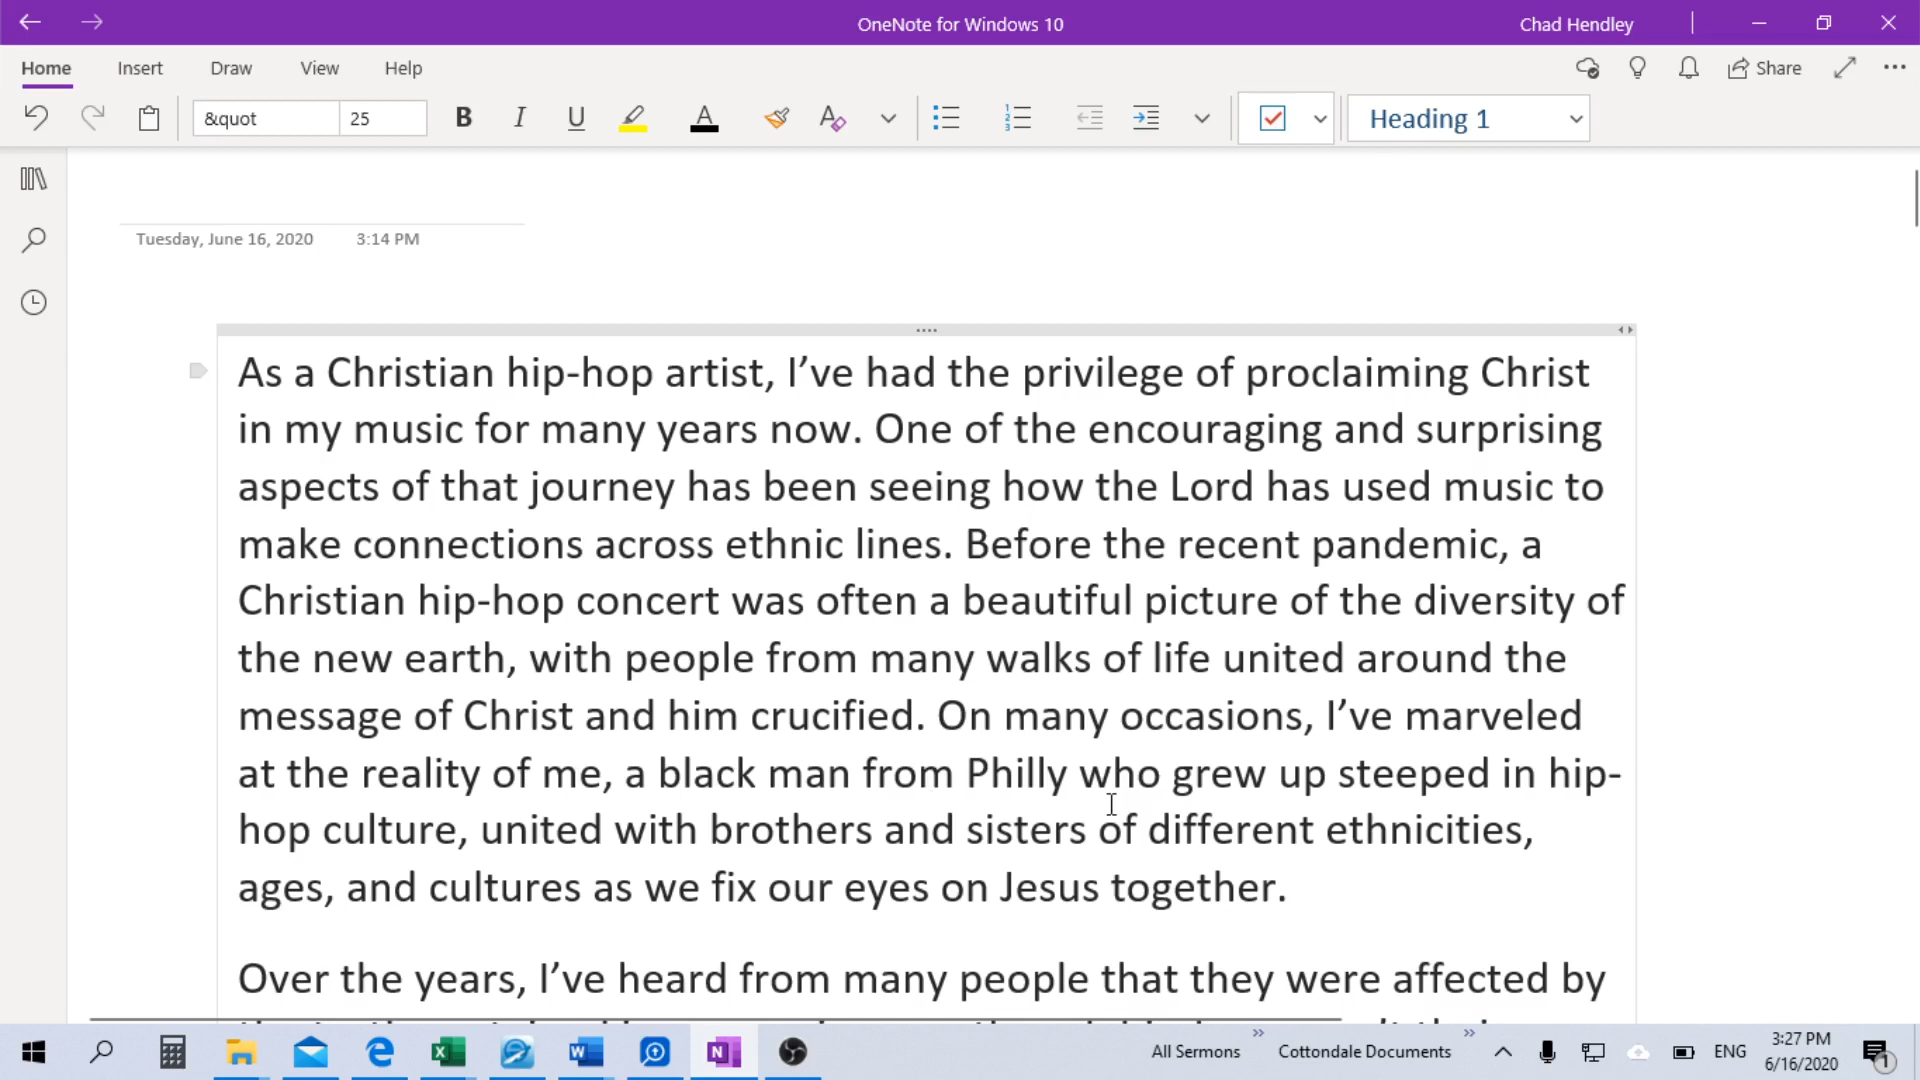 OneNote for Windows 10
Chad Hendley
Home Insert Draw View Help
Share
&quot 25 B I U A A Heading 1
Tuesday, June 16, 2020 3:14 PM
As a Christian hip-hop artist, I’ve had the privilege of proclaiming Christ
in my music for many years now. One of the encouraging and surprising
aspects of that journey has been seeing how the Lord has used music to
make connections across ethnic lines. Before the recent pandemic, a
Christian hip-hop concert was often a beautiful picture of the diversity of
the new earth, with people from many walks of life united around the
message of Christ and him crucified. On many occasions, I’ve marveled
at the reality of me, a black man from Philly who grew up steeped in hip-
hop culture, united with brothers and sisters of different ethnicities,
ages, and cultures as we fix our eyes on Jesus together.
Over the years, I’ve heard from many people that they were affected by
All Sermons
Cottondale Documents
ENG
3:27 PM
6/16/2020
1